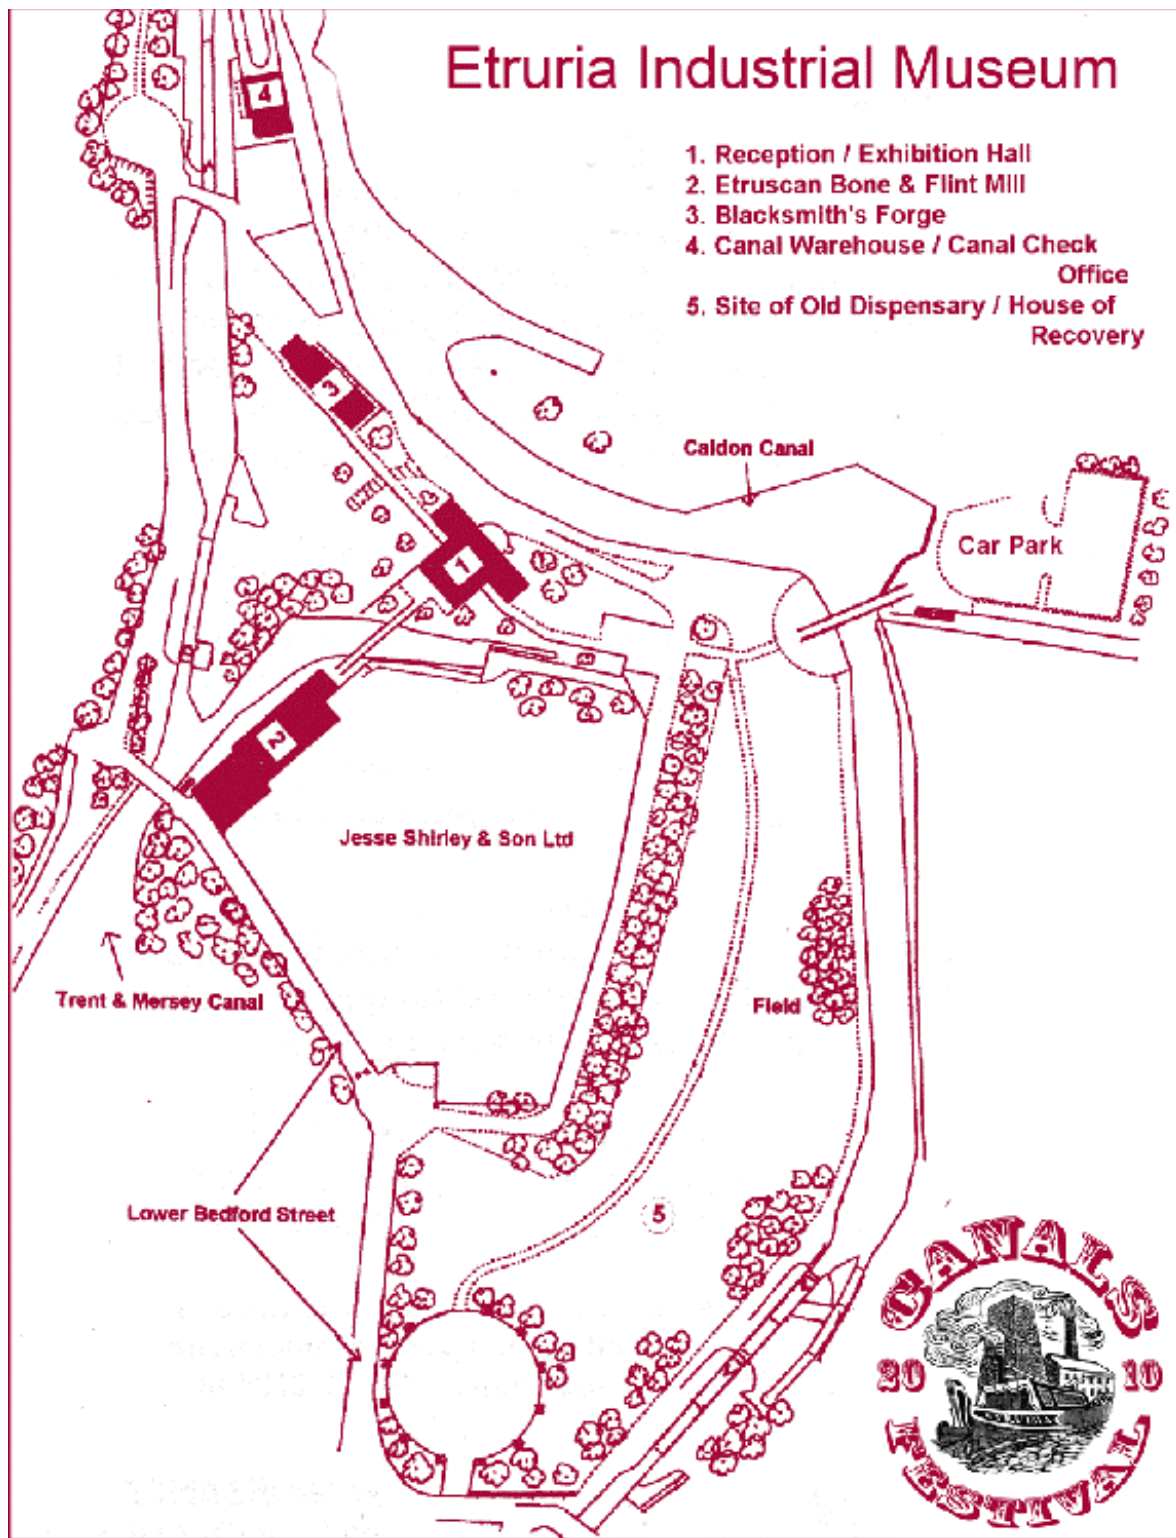 Etruria Industrial Museum
1. Reception / Exhibition Hall
2. Etruscan Bone & Flint Mill
3. Blacksmith's Forge
4. Canal Warehouse / Canal Check
Office
5. Site of Old Dispensary / House of
Recovery
4
3
Caldon Canal
Car Park
1
2
Jesse Shirley & Son Ltd
Trent & Mersey Canal
Field
Lower Bedford Street
5
CANALS
20 10
FESTIVAL